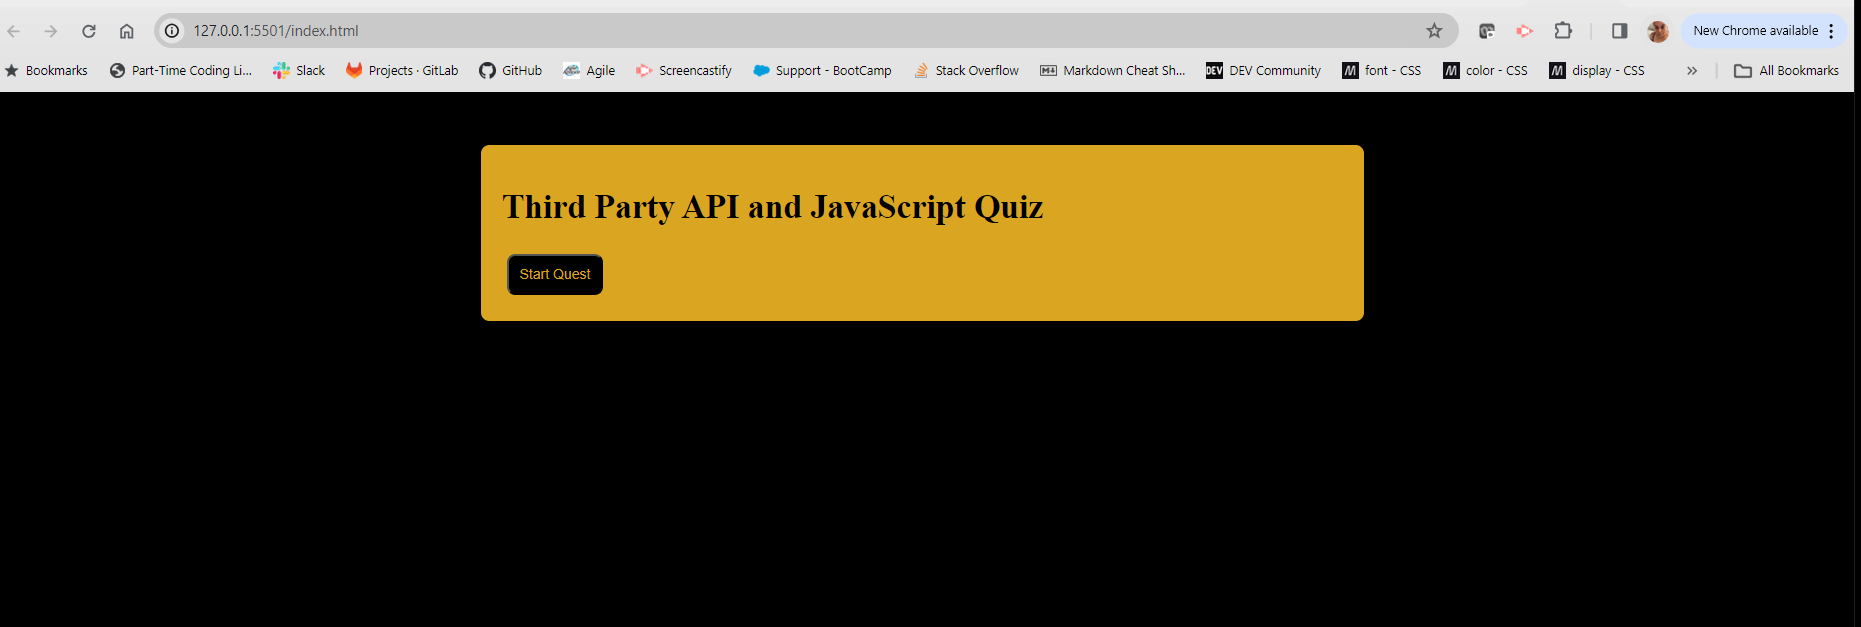 127.0.0.1:5501/index.html New Chrome available
Bookmarks Part-Time Coding Li... Slack Projects · GitLab GitHub Agile Screencastify Support - BootCamp Stack Overflow Markdown Cheat Sh... DEV DEV Community font - CSS color - CSS display - CSS » All Bookmarks
Third Party API and JavaScript Quiz
Start Quest